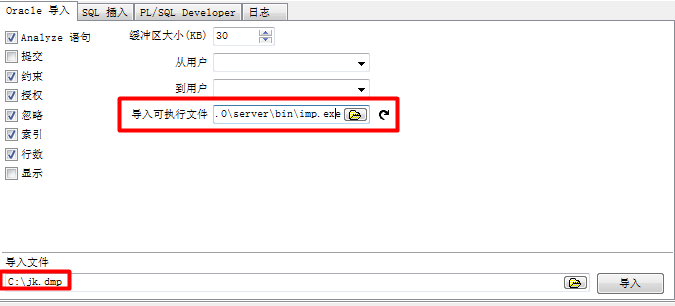 Oracle 导入 SQL 插入 PL/SQL Developer 日志
Analyze 语句 缓冲区大小(KB) 30
提交 从用户
约束 到用户
授权
忽略 导入可执行文件 .0\server\bin\imp.exe
索引
行数
显示
导入文件
C:\jk.dmp 导入